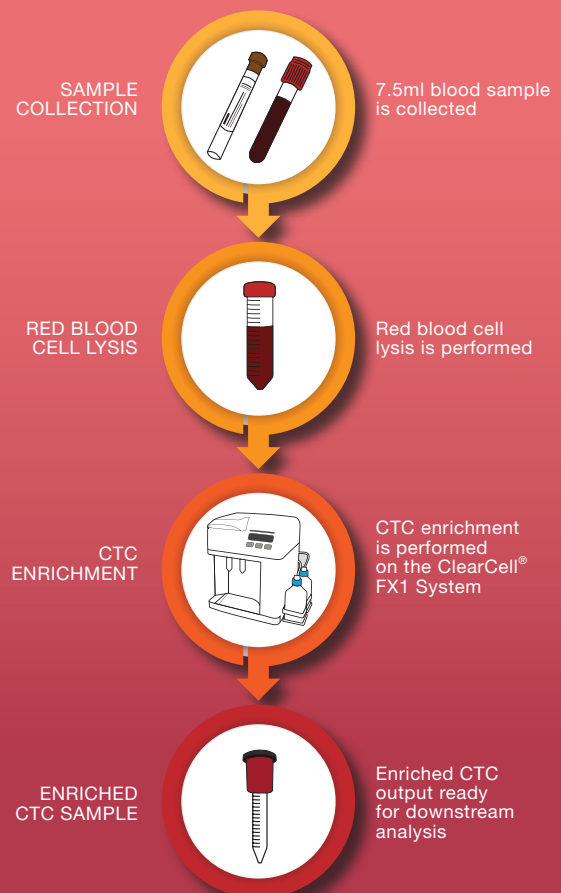 SAMPLE
COLLECTION
7.5ml blood sample
is collected
RED BLOOD
CELL LYSIS
Red blood cell
lysis is performed
CTC
ENRICHMENT
CTC enrichment
is performed
on the ClearCell®
FX1 System
ENRICHED
CTC SAMPLE
Enriched CTC
output ready
for downstream
analysis